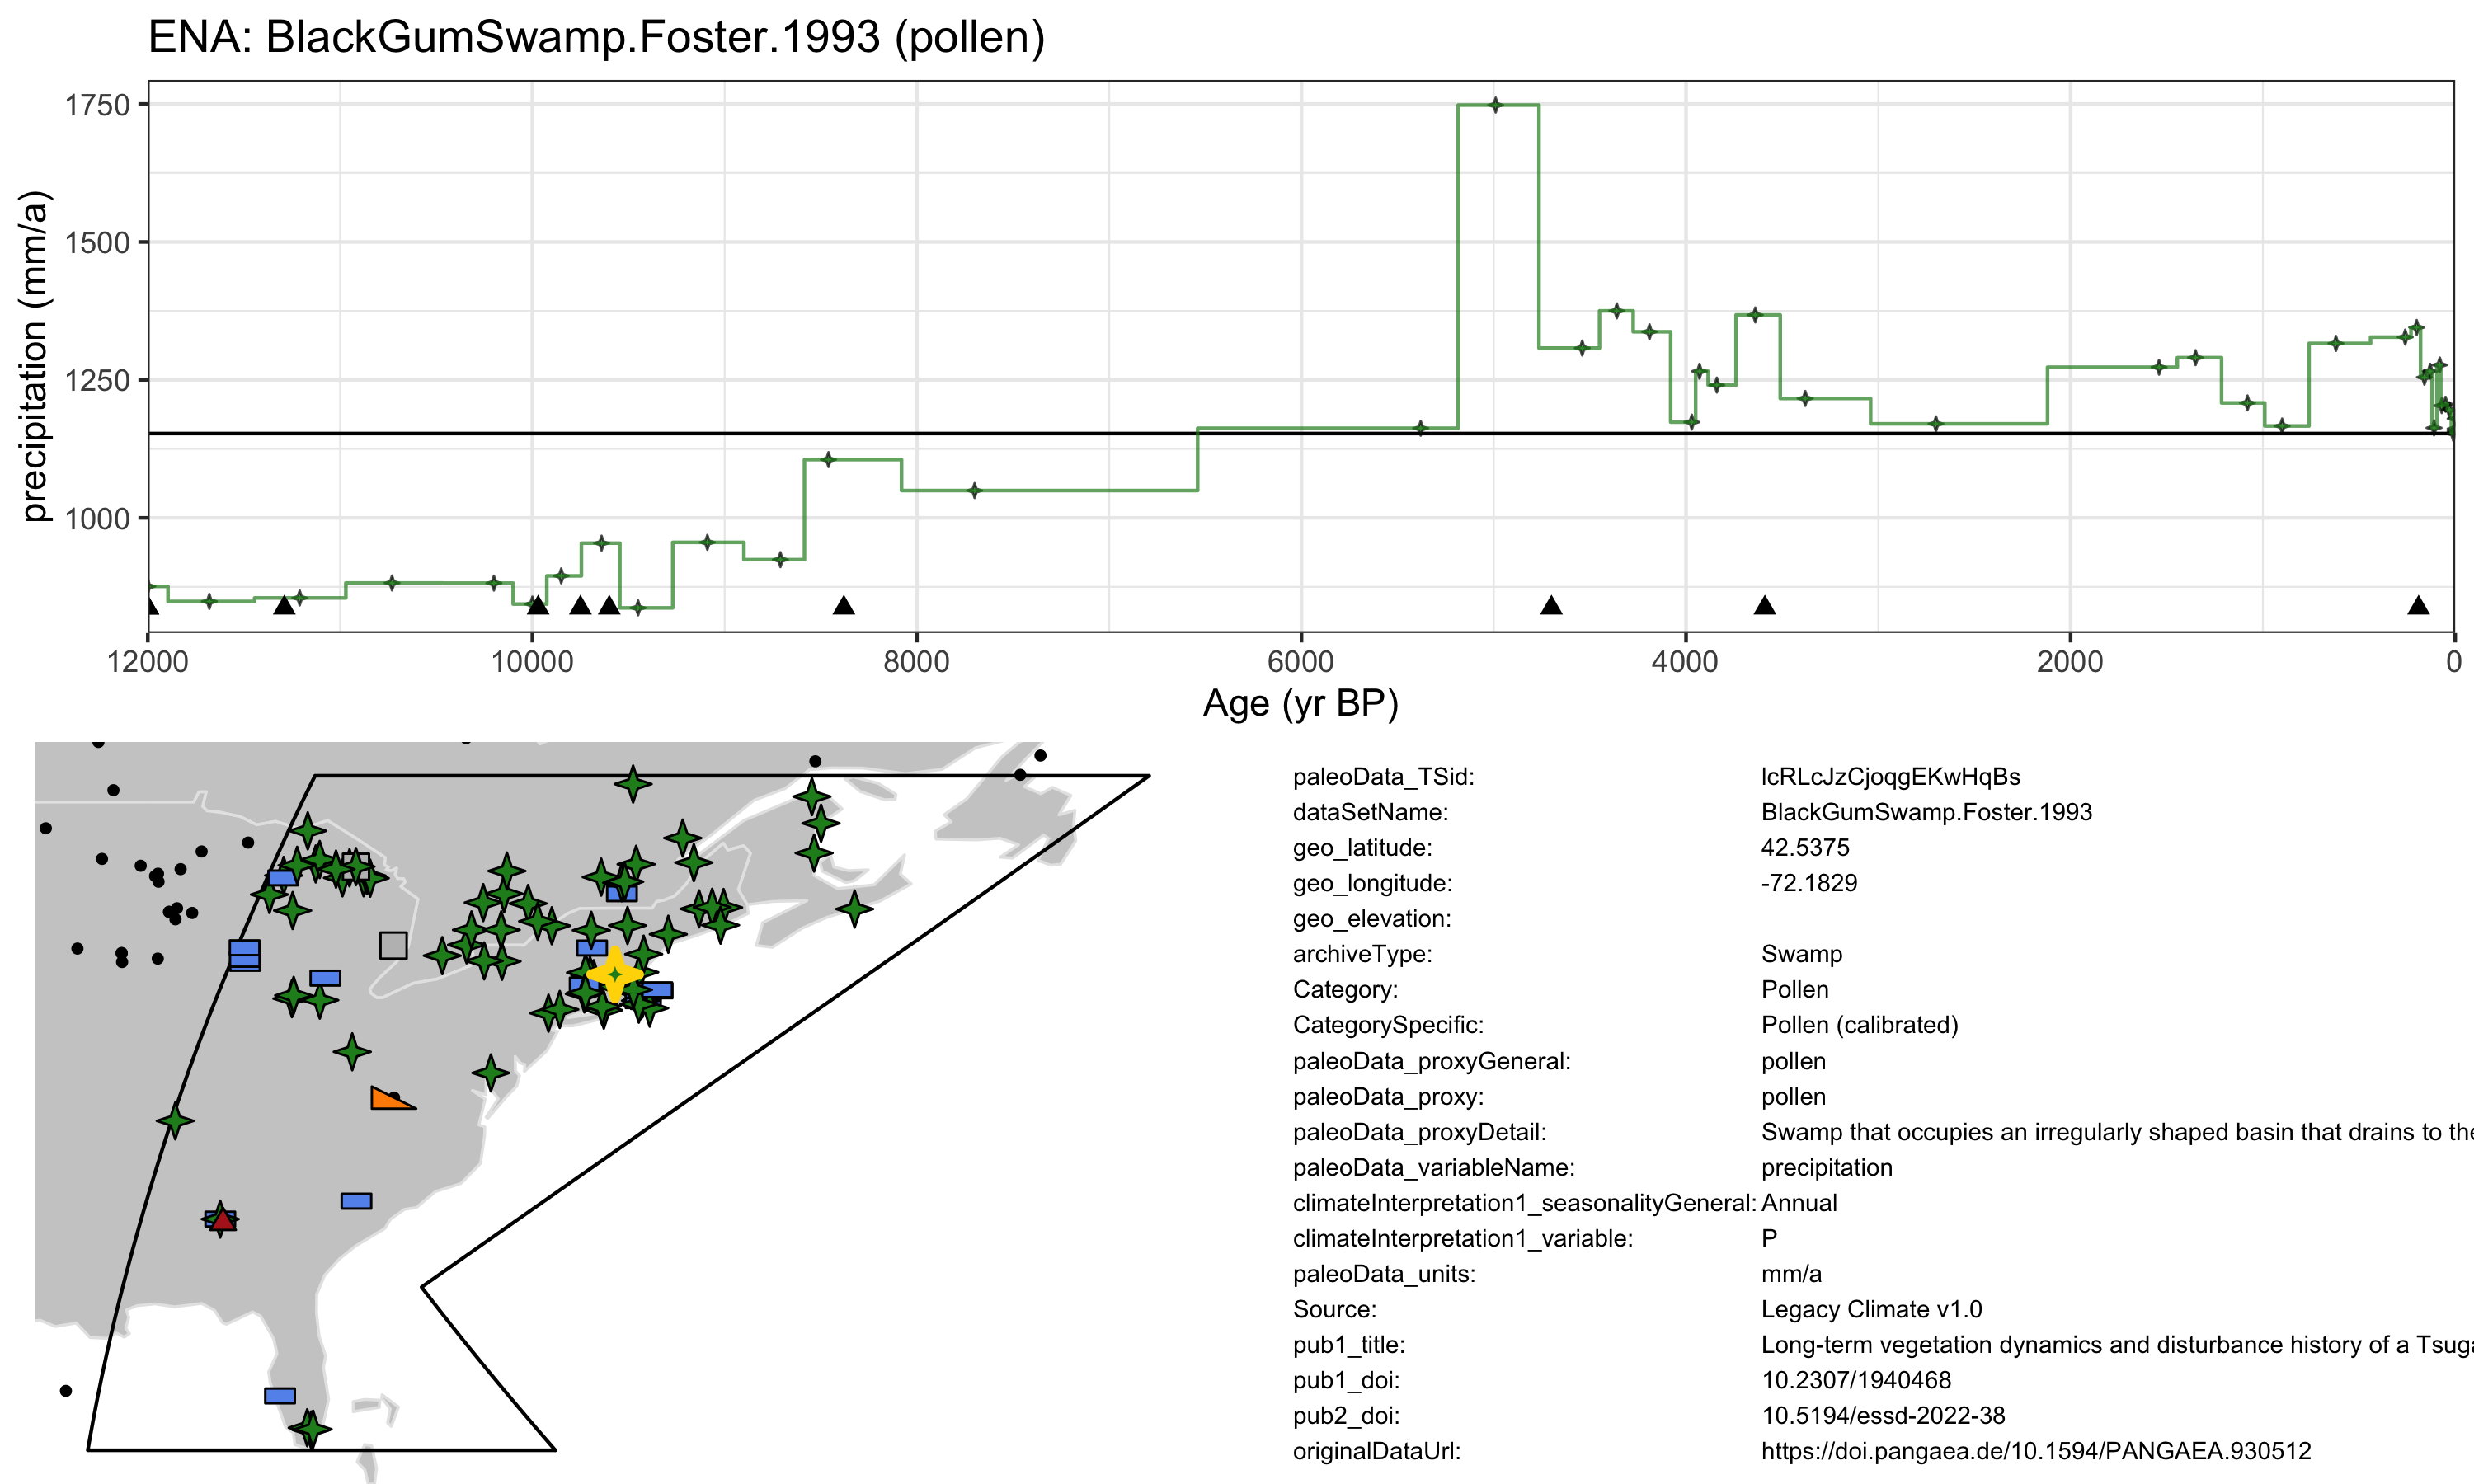 ENA: BlackGumSwamp.Foster.1993 (pollen)
precipitation (mm/a)
1750
1500
1250
1000
12000 10000 8000 6000 4000 2000 0
Age (yr BP)
paleoData_TSid: lcRLcJzCjoqgEKwHqBs
dataSetName: BlackGumSwamp.Foster.1993
geo_latitude: 42.5375
geo_longitude: -72.1829
geo_elevation:
archiveType: Swamp
Category: Pollen
CategorySpecific: Pollen (calibrated)
paleoData_proxyGeneral: pollen
paleoData_proxy: pollen
paleoData_proxyDetail: Swamp that occupies an irregularly shaped basin that drains to the
paleoData_variableName: precipitation
climateInterpretation1_seasonalityGeneral: Annual
climateInterpretation1_variable: P
paleoData_units: mm/a
Source: Legacy Climate v1.0
pub1_title: Long-term vegetation dynamics and disturbance history of a Tsuga
pub1_doi: 10.2307/1940468
pub2_doi: 10.5194/essd-2022-38
originalDataUrl: https://doi.pangaea.de/10.1594/PANGAEA.930512